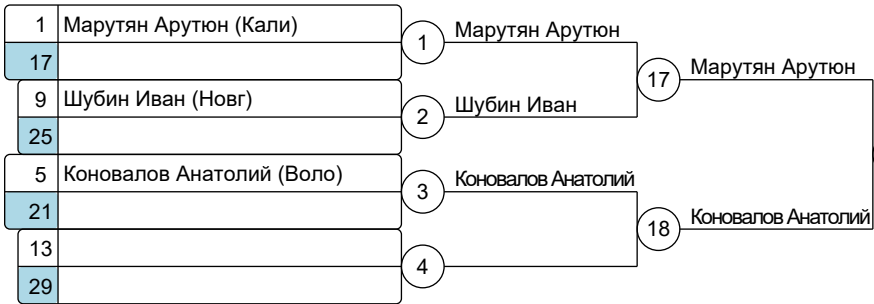 1 Марутян Арутюн (Кали)
17
9 Шубин Иван (Новг)
25
5 Коновалов Анатолий (Воло)
21
13
29
1 Марутян Арутюн
2 Шубин Иван
3 Коновалов Анатолий
4
17 Марутян Арутюн
18 Коновалов Анатолий